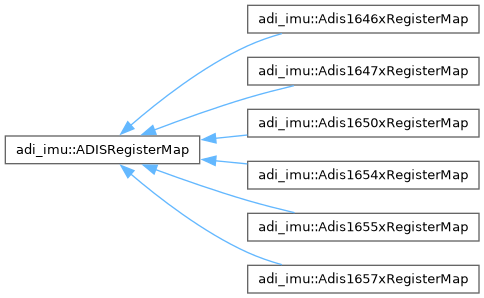 adi_imu::Adis1646xRegisterMap
adi_imu::Adis1647xRegisterMap
adi_imu::Adis1650xRegisterMap
adi_imu::ADISRegisterMap
adi_imu::Adis1654xRegisterMap
adi_imu::Adis1655xRegisterMap
adi_imu::Adis1657xRegisterMap